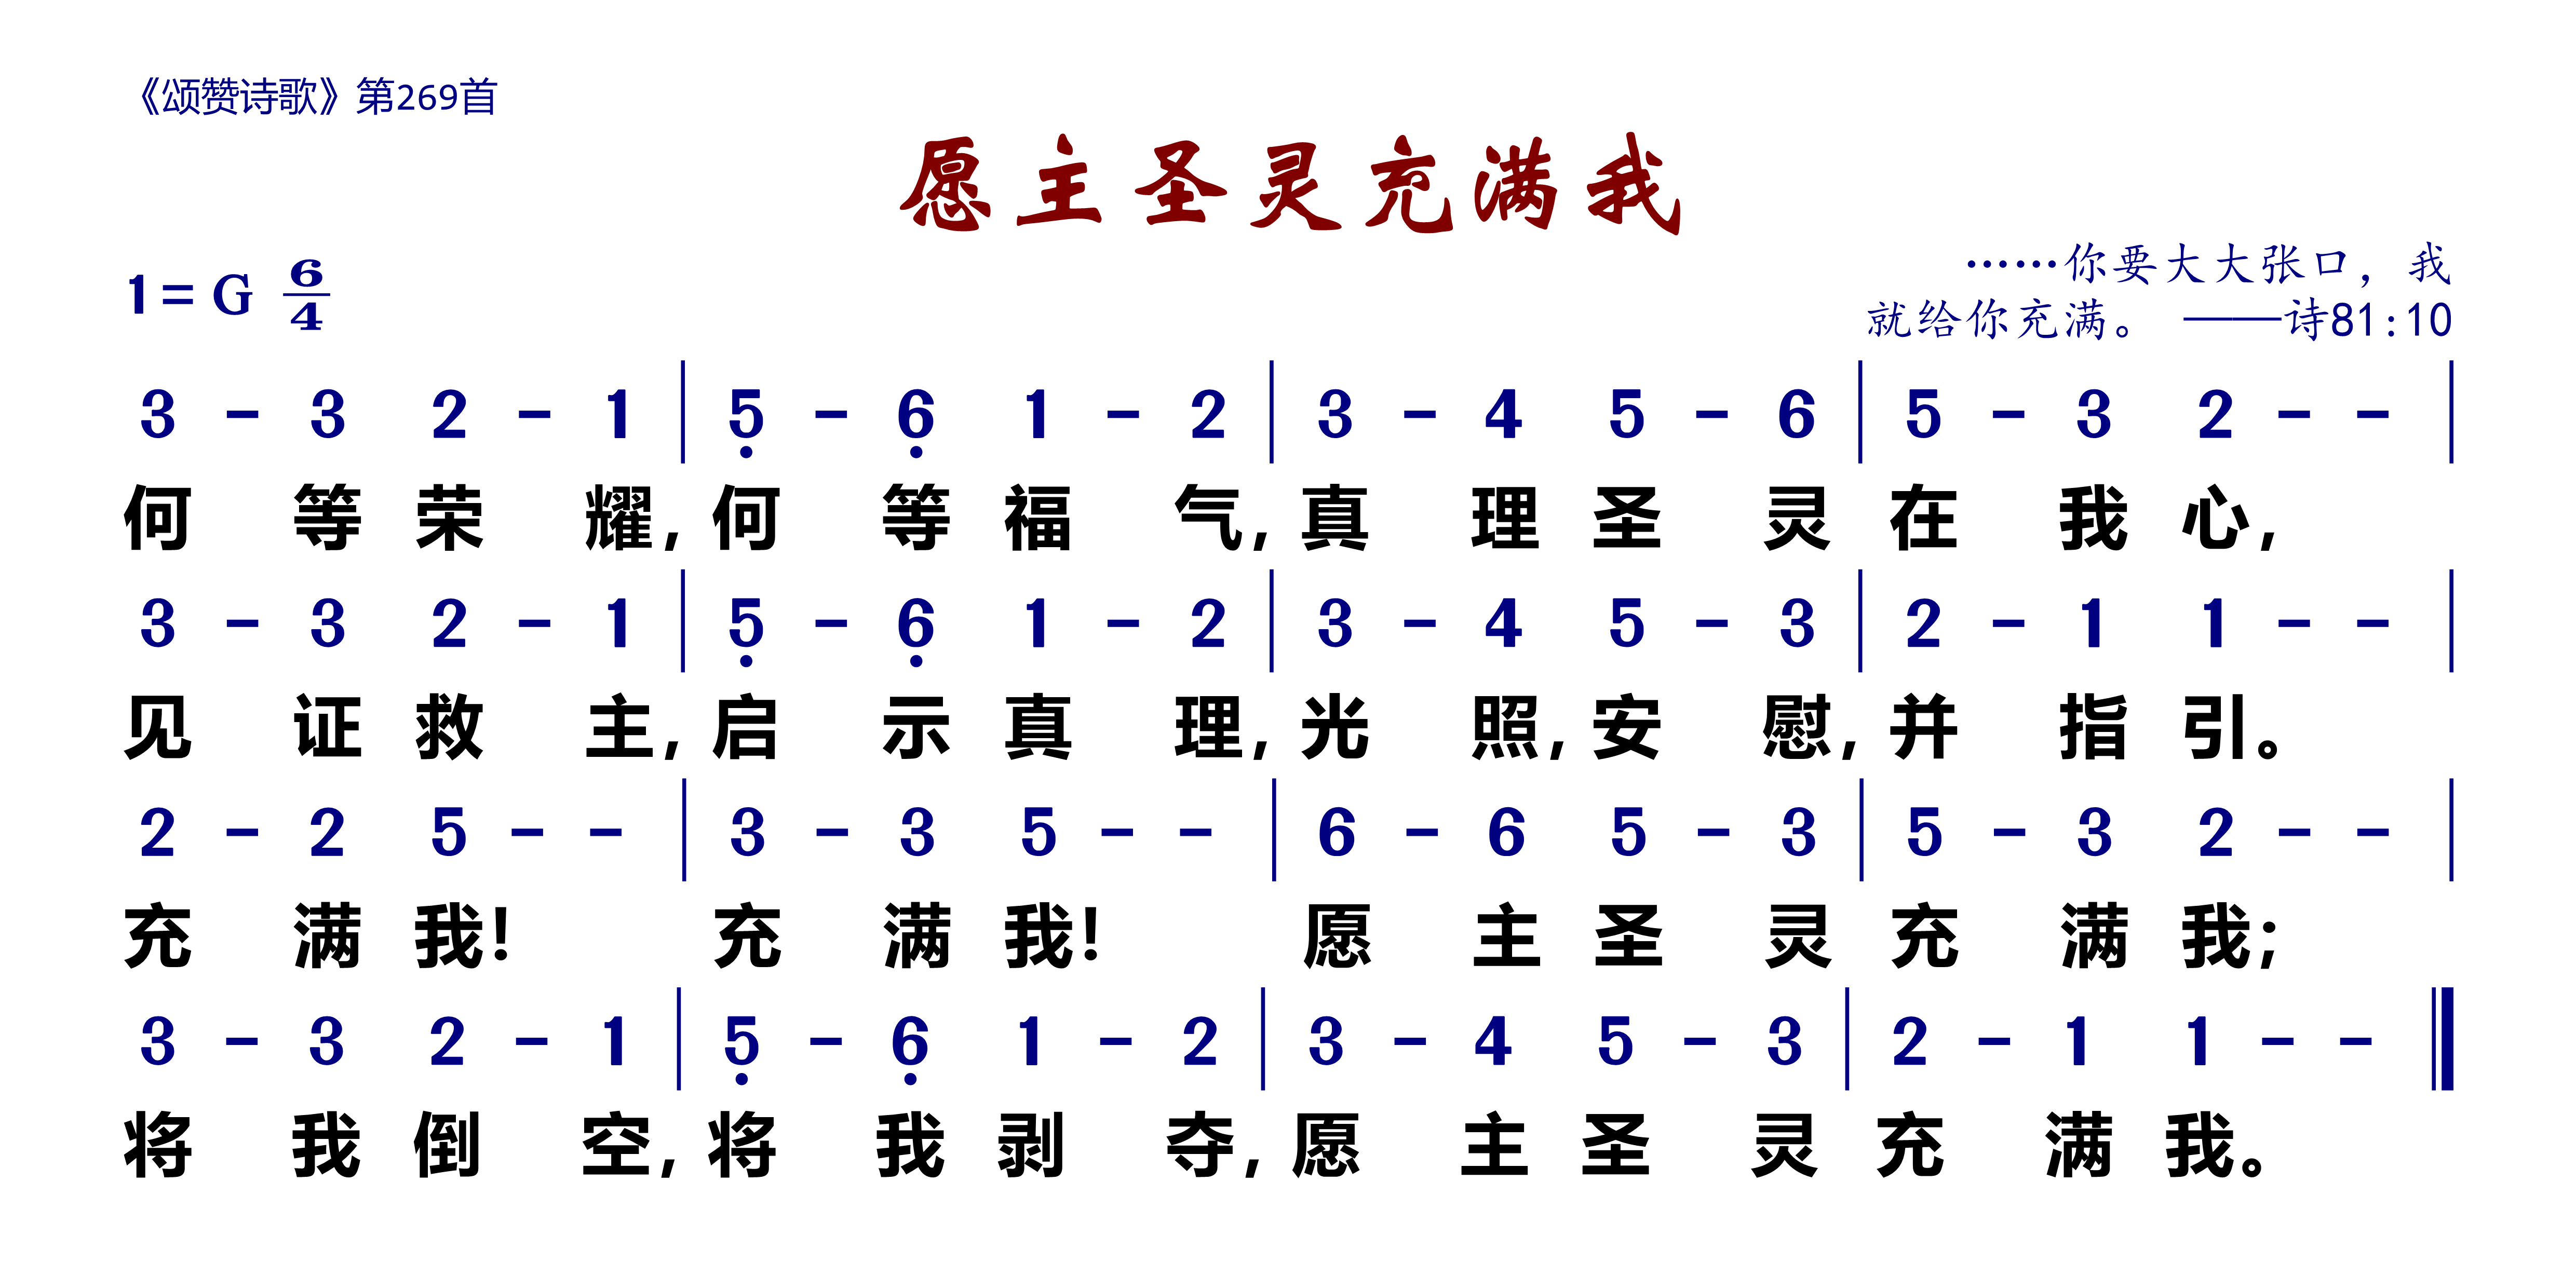 《颂赞诗歌》第269首
愿主圣灵充满我
1= G 6/4
……你要大大张口，我
就给你充满。 ——诗81:10
3 - 3 2 - 1 | 5̣ - 6̣ 1 - 2 | 3 - 4 5 - 6 | 5 - 3 2 - - |
何等荣耀,何等福气,真理圣灵在我心,
3 - 3 2 - 1 | 5̣ - 6̣ 1 - 2 | 3 - 4 5 - 3 | 2 - 1 1 - - |
见证救主,启示真理,光照,安慰,并指引。
2 - 2 5 - - | 3 - 3 5 - - | 6 - 6 5 - 3 | 5 - 3 2 - - |
充满我! 充满我! 愿主圣灵充满我;
3 - 3 2 - 1 | 5̣ - 6̣ 1 - 2 | 3 - 4 5 - 3 | 2 - 1 1 - - ‖
将我倒空,将我剥夺,愿主圣灵充满我。